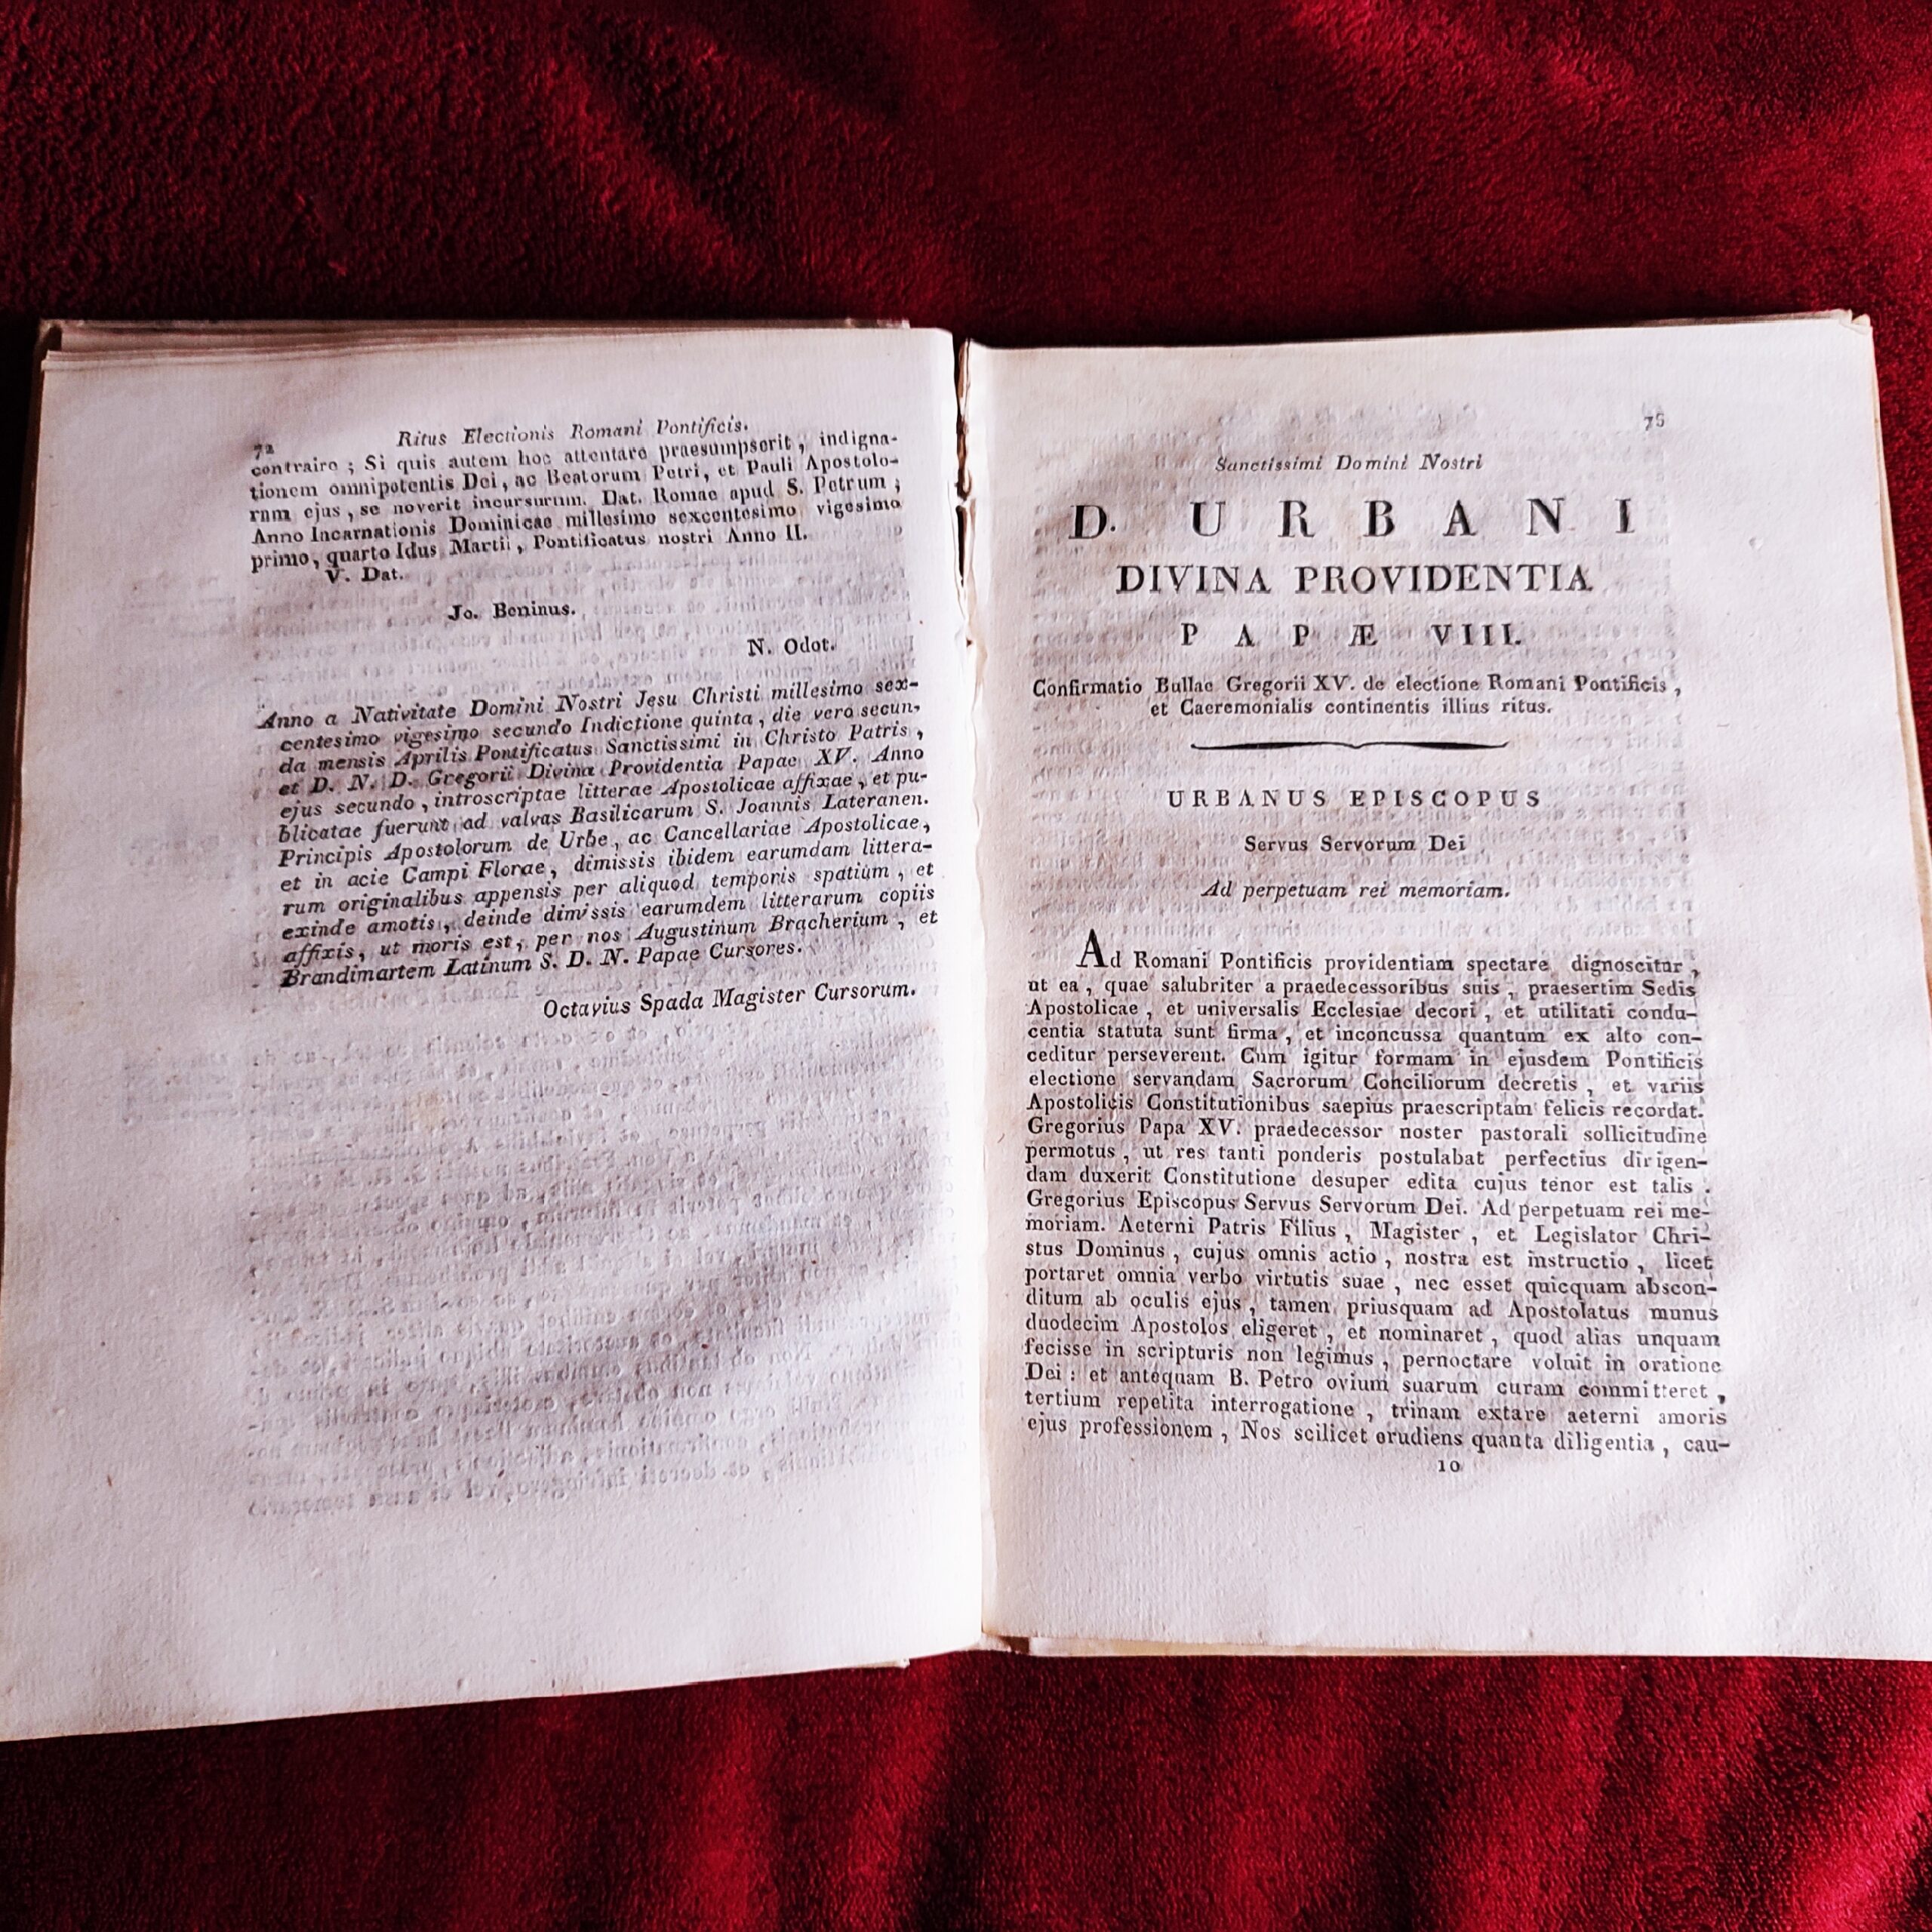 72
Ritus Electionis Romani Pontificis.
contraire ; Si quis autem hoc attentare praesumpserit , indigna-
tionem omnipotentis Dei , ac Beatorum Petri, et Pauli Apostolo-
rum ejus , se noverit incursurum. Dat. Romae apud S. Petrum ;
Anno Incarnationis Dominicae millesimo sexcentesimo vigesimo
primo, quarto Idus Martii , Pontificatus nostri Anno II.
V. Dat.
Jo. Beninus.
N. Odot.
Anno a Nativitate Domini Nostri Jesu Christi millesimo sex-
centesimo vigesimo secundo Indictione quinta , die vero secun-
da mensis Aprilis Pontificatus Sanctissimi in Christo Patris ,
et D. N. D. Gregorii Divina Providentia Papae XV. Anno
ejus secundo , introscriptae litterae Apostolicae affixae , et pu-
blicatae fuerunt ad valvas Basilicarum S. Joannis Lateranen.
Principis Apostolorum de Urbe , ac Cancellariae Apostolicae,
et in acie Campi Florae , dimissis ibidem earumdam littera-
rum originalibus appensis per aliquod temporis spatium , et
exinde amotis , deinde dimissis earumdem litterarum copiis
affixis, ut moris est, per nos Augustinum Bracherium , et
Brandimartem Latinum S. D. N. Papae Cursores.
Octavius Spada Magister Cursorum.
75
Sanctissimi Domini Nostri
D. URBANI
DIVINA PROVIDENTIA
PAPÆ VIII.
Confirmatio Bullae Gregorii XV. de electione Romani Pontificis ,
et Caeremonialis continentis illius ritus.
URBANUS EPISCOPUS
Servus Servorum Dei
Ad perpetuam rei memoriam.
Ad Romani Pontificis providentiam spectare dignoscitur ,
ut ea , quae salubriter a praedecessoribus suis , praesertim Sedis
Apostolicae , et universalis Ecclesiae decori , et utilitati condu-
centia statuta sunt firma , et inconcussa quantum ex alto con-
ceditur perseverent. Cum igitur formam in ejusdem Pontificis
electione servandam Sacrorum Conciliorum decretis , et variis
Apostolicis Constitutionibus saepius praescriptam felicis recordat.
Gregorius Papa XV. praedecessor noster pastorali sollicitudine
permotus , ut res tanti ponderis postulabat perfectius dirigen-
dam duxerit Constitutione desuper edita cujus tenor est talis .
Gregorius Episcopus Servus Servorum Dei. Ad perpetuam rei me-
moriam. Aeterni Patris Filius , Magister , et Legislator Chri-
stus Dominus , cujus omnis actio , nostra est instructio , licet
portaret omnia verbo virtutis suae , nec esset quicquam abscon-
ditum ab oculis ejus , tamen priusquam ad Apostolatus munus
duodecim Apostolos eligeret , et nominaret , quod alias unquam
fecisse in scripturis non legimus , pernoctare voluit in oratione
Dei : et antequam B. Petro ovium suarum curam committeret ,
tertium repetita interrogatione , trinam extare aeterni amoris
ejus professionem , Nos scilicet erudiens quanta diligentia , cau-
10